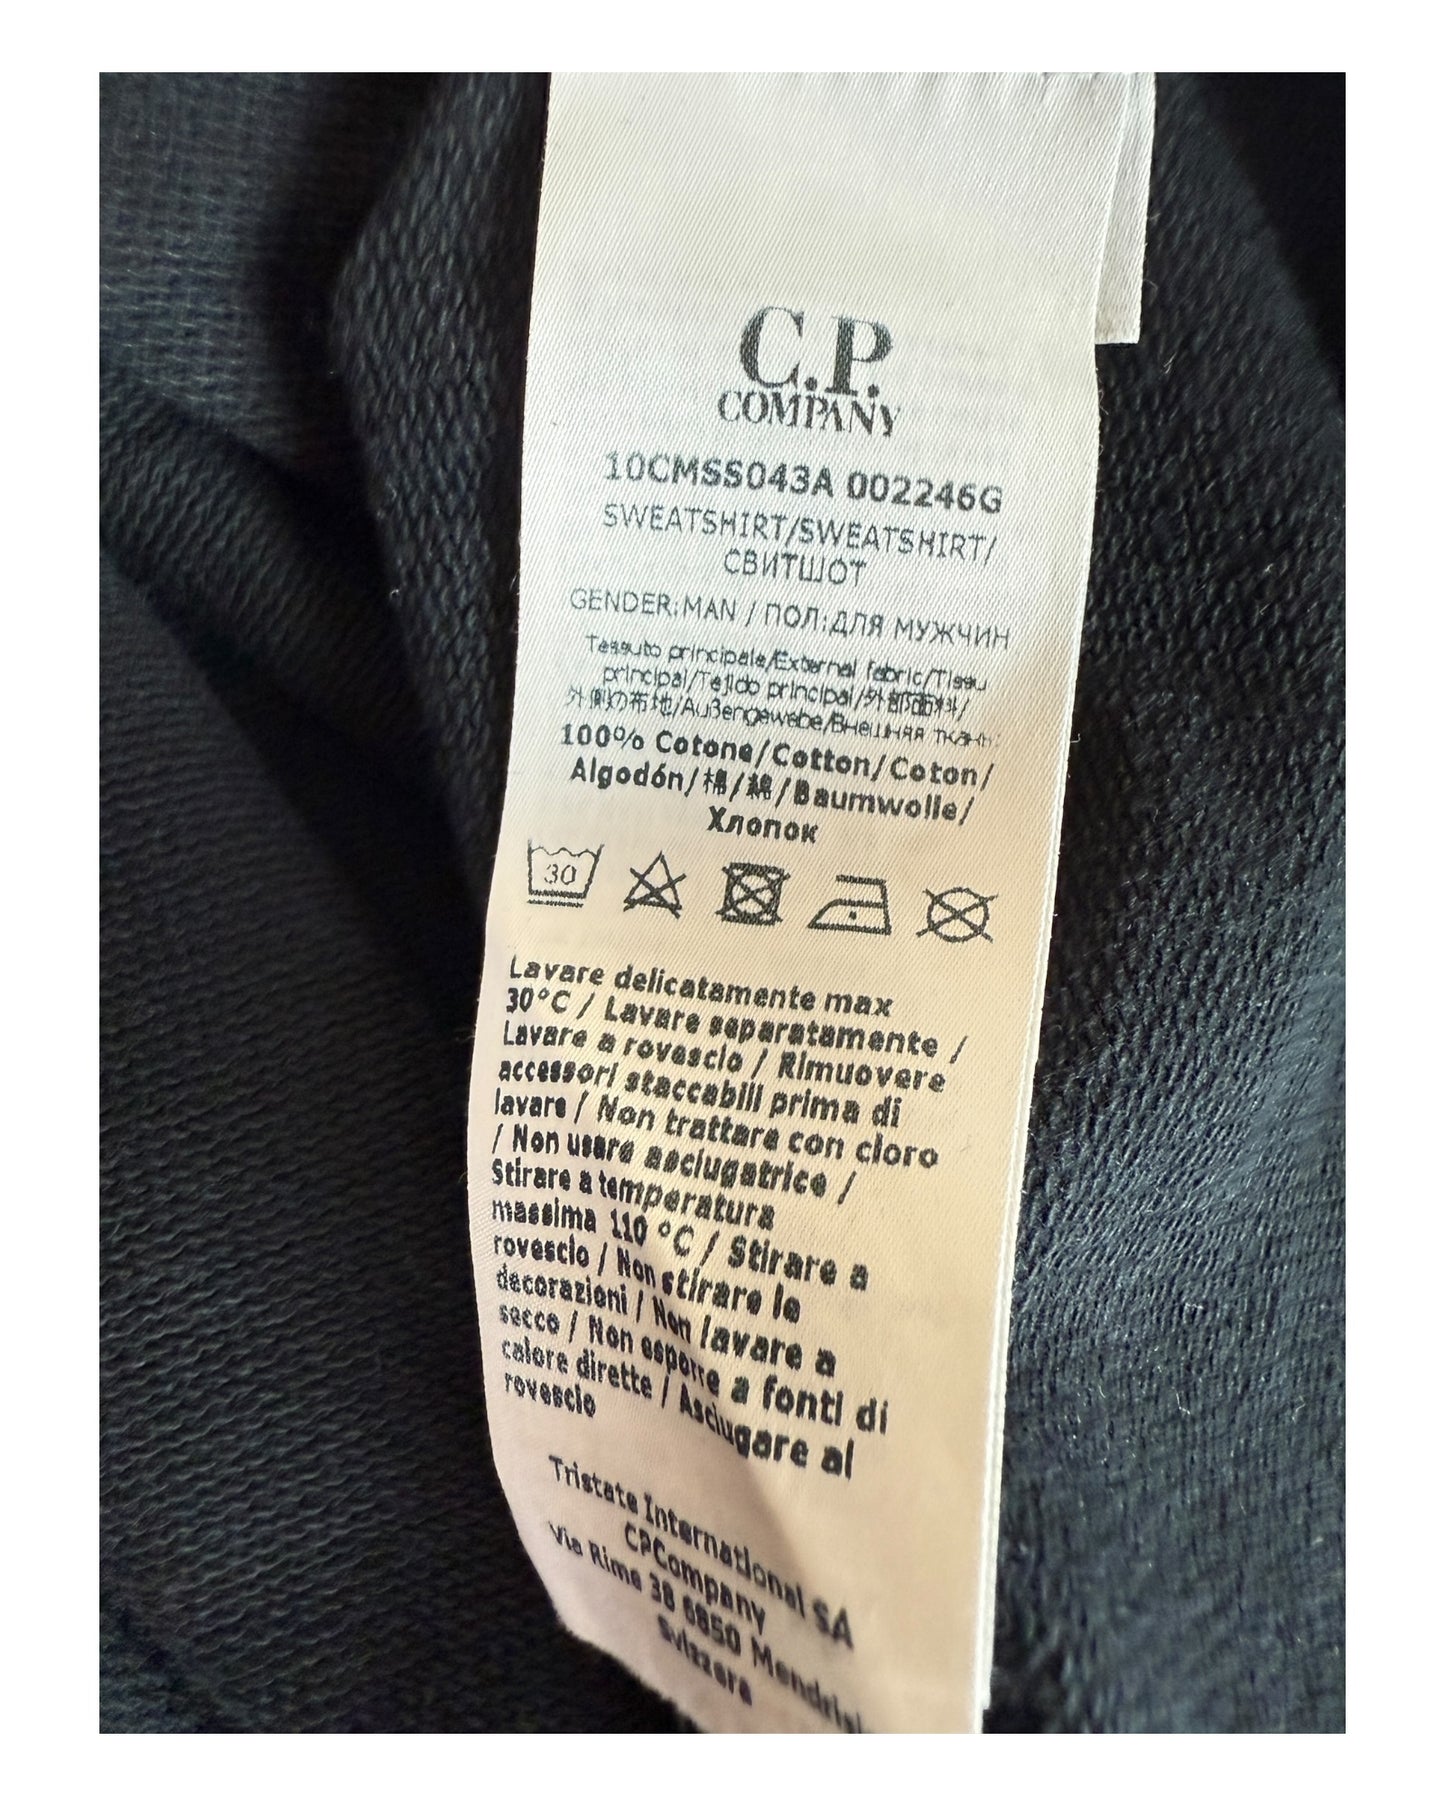 C.P.
COMPANY
10CMSS043A 002246G
SWEATSHIRT/SWEATSHIRT/
СВИТШОТ
GENDER:MAN / ПОЛ:ДЛЯ МУЖЧИН
Tessuto principale/External fabric/Tissu
principal/Tejido principal/外部面料/
外側の布地/Außengewebe/Внешняя ткань:
100% Cotone/Cotton/Coton/
Algodón/棉/綿/Baumwolle/
Хлопок
30
Lavare delicatamente max
30°C / Lavare separatamente /
Lavare a rovescio / Rimuovere
accessori staccabili prima di
lavare / Non trattare con cloro
/ Non usare asciugatrice /
Stirare a temperatura
massima 110 °C / Stirare a
rovescio / Non stirare le
decorazioni / Non lavare a
secco / Non esporre a fonti di
calore dirette / Asciugare al
rovescio
Tristate International SA
CPCompany
Via Rime 38 6850 Mendrisi
Svizzera